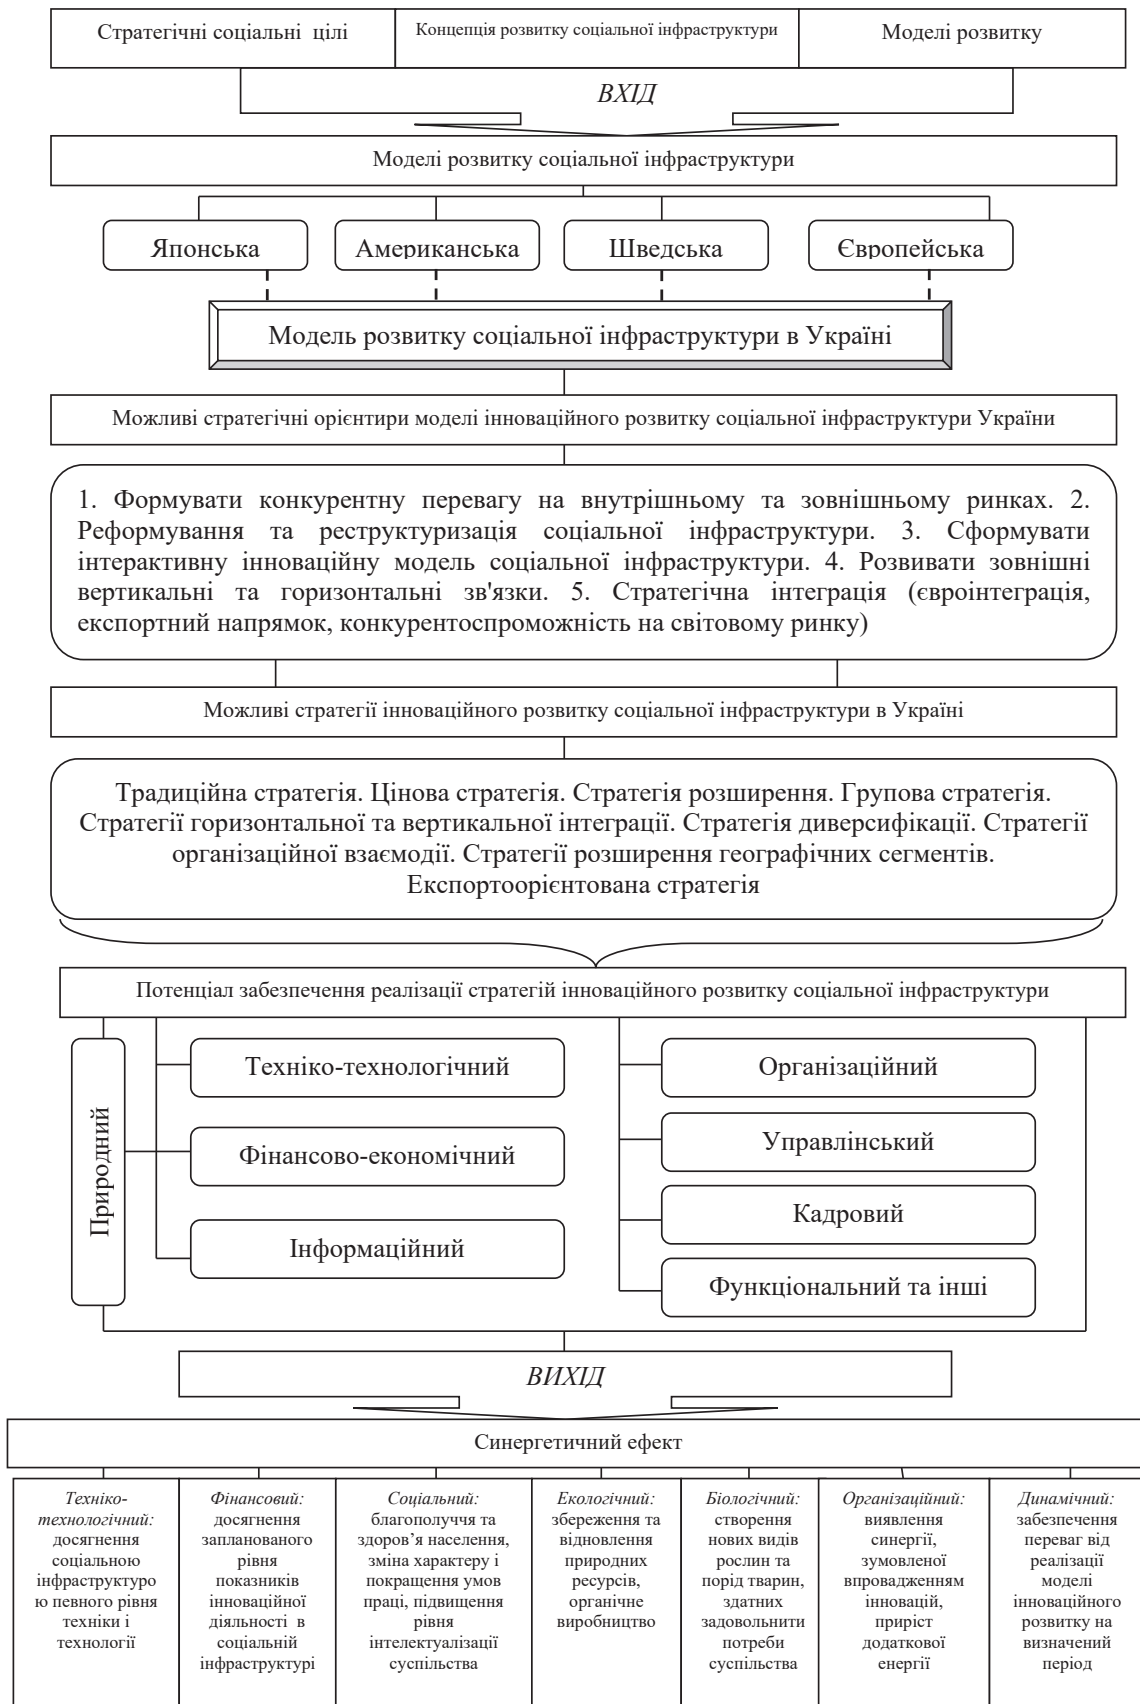 Стратегічні соціальні цілі
Концепція розвитку соціальної інфраструктури
Моделі розвитку
ВХІД
Моделі розвитку соціальної інфраструктури
Японська
Американська
Шведська
Європейська
Модель розвитку соціальної інфраструктури в Україні
Можливі стратегічні орієнтири моделі інноваційного розвитку соціальної інфраструктури України
1. Формувати конкурентну перевагу на внутрішньому та зовнішньому ринках. 2.
Реформування та реструктуризація соціальної інфраструктури. 3. Сформувати
інтерактивну інноваційну модель соціальної інфраструктури. 4. Розвивати зовнішні
вертикальні та горизонтальні зв'язки. 5. Стратегічна інтеграція (євроінтеграція,
експортний напрямок, конкурентоспроможність на світовому ринку)
Можливі стратегії інноваційного розвитку соціальної інфраструктури в Україні
Традиційна стратегія. Цінова стратегія. Стратегія розширення. Групова стратегія.
Стратегії горизонтальної та вертикальної інтеграції. Стратегія диверсифікації. Стратегії
організаційної взаємодії. Стратегії розширення географічних сегментів.
Експортоорієнтована стратегія
Потенціал забезпечення реалізації стратегій інноваційного розвитку соціальної інфраструктури
Природний
Техніко-технологічний
Фінансово-економічний
Інформаційний
Організаційний
Управлінський
Кадровий
Функціональний та інші
ВИХІД
Синергетичний ефект
Техніко-
технологічний:
досягнення
соціальною
інфраструктуро
ю певного рівня
техніки і
технології
Фінансовий:
досягнення
запланованого
рівня
показників
інноваційної
діяльності в
соціальній
інфраструктурі
Соціальний:
благополуччя та
здоров’я населення,
зміна характеру і
покращення умов
праці, підвищення
рівня
інтелектуалізації
суспільства
Екологічний:
збереження та
відновлення
природних
ресурсів,
органічне
виробництво
Біологічний:
створення
нових видів
рослин та
порід тварин,
здатних
задовольнити
потреби
суспільства
Організаційний:
виявлення
синергії,
зумовленої
впровадженням
інновацій,
приріст
додаткової
енергії
Динамічний:
забезпечення
переваг від
реалізації
моделі
інноваційного
розвитку на
визначений
період